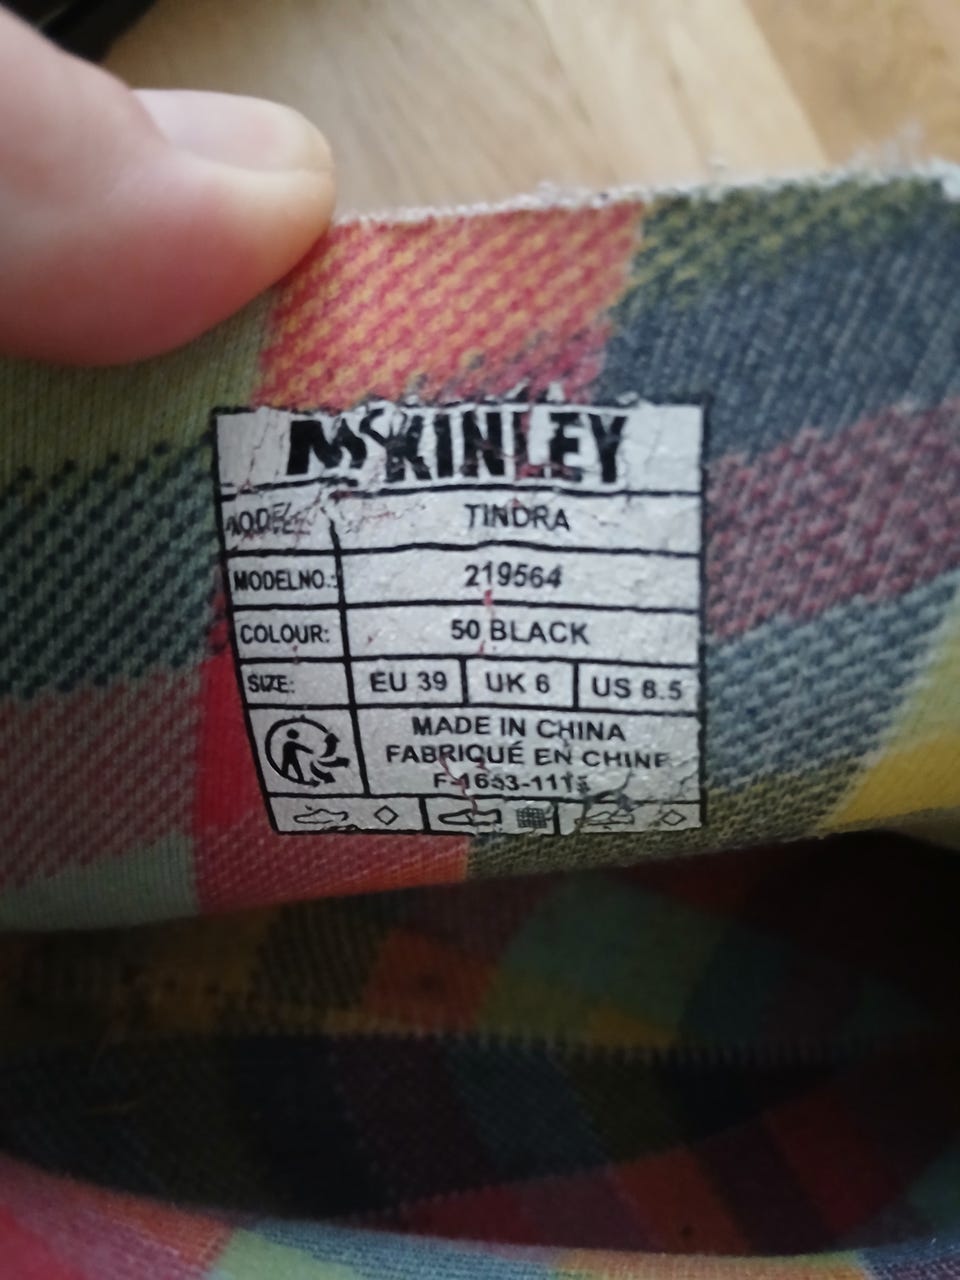 McKINLEY
MODEL: TINDRA
MODELNO.: 219564
COLOUR: 50 BLACK
SIZE: EU 39 UK 6 US 8.5
MADE IN CHINA
FABRIQUÉ EN CHINE